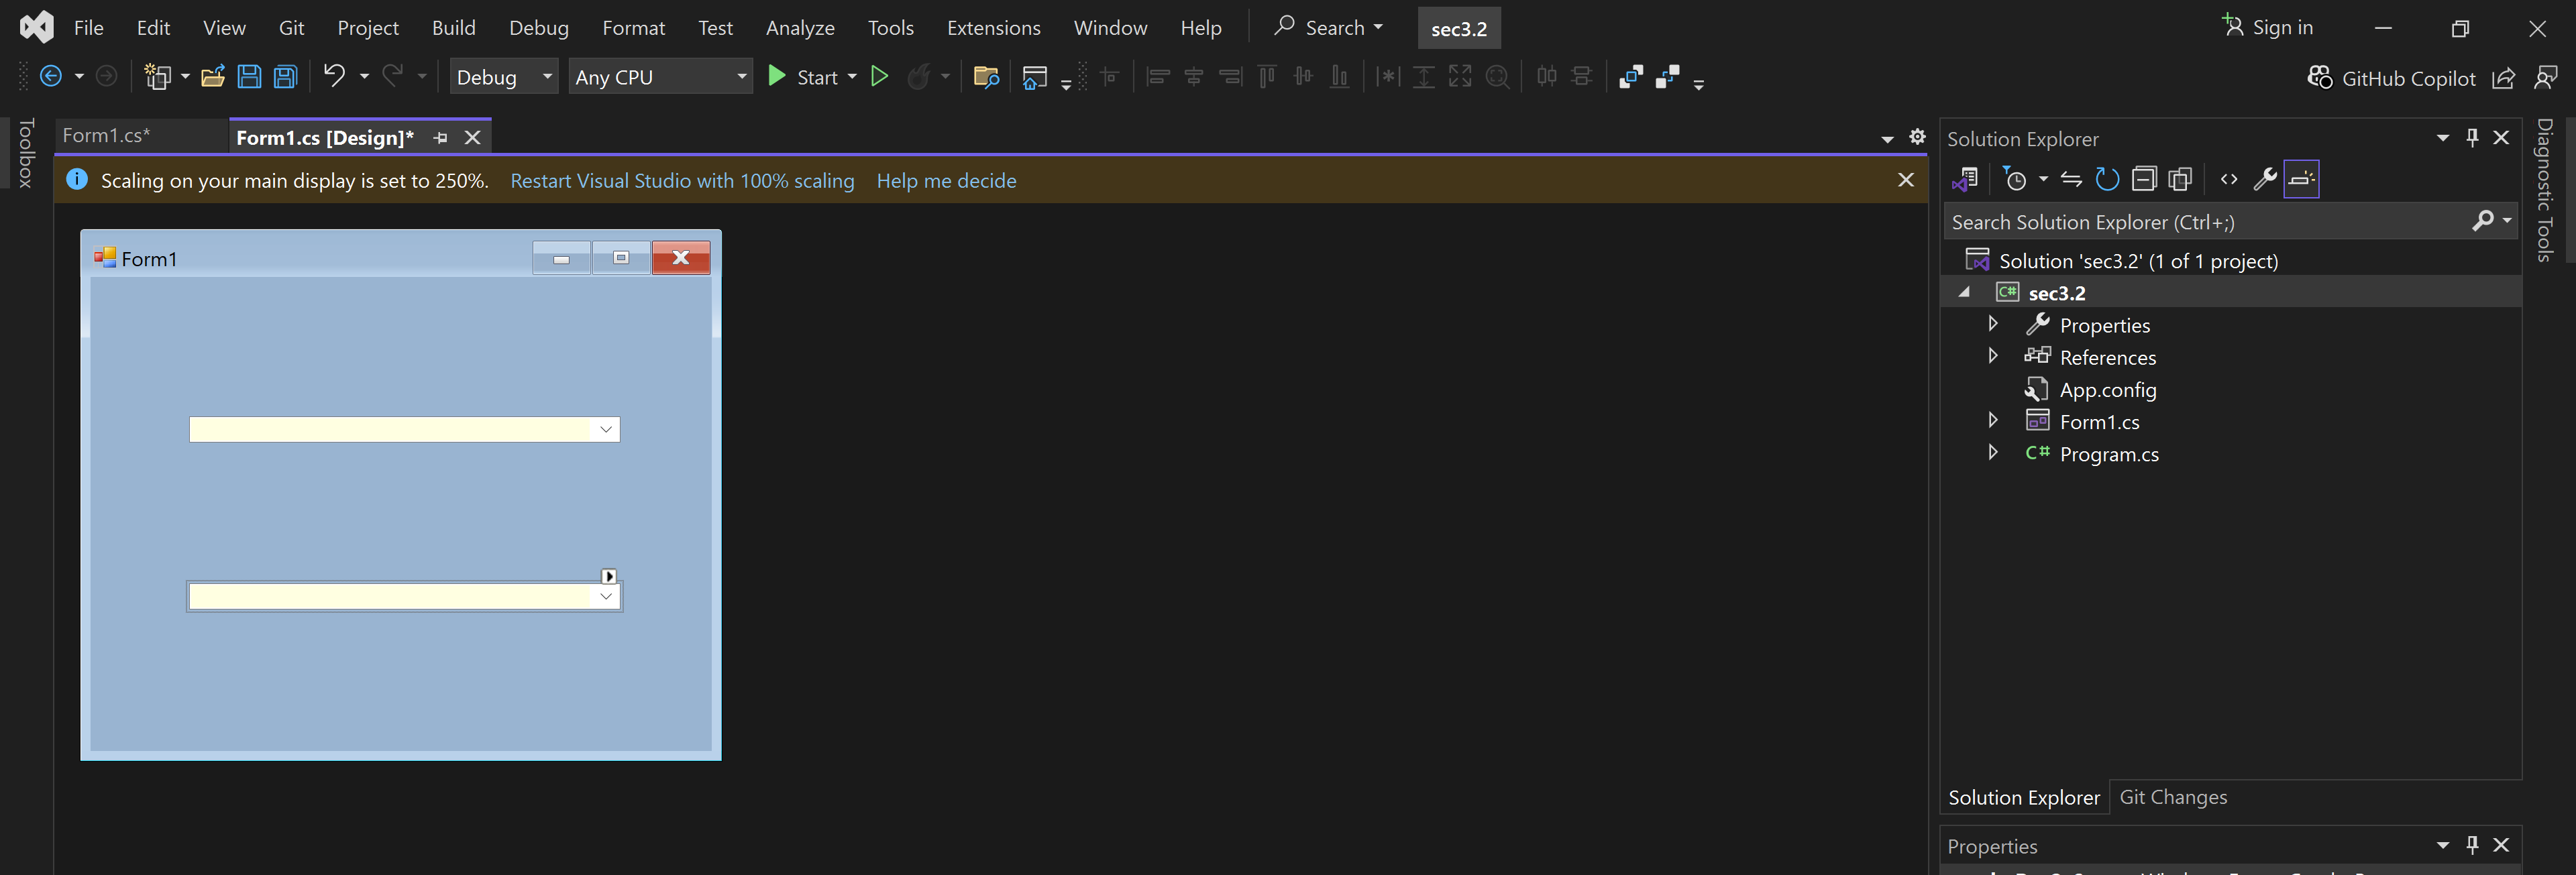 File Edit View Git Project Build Debug Format Test Analyze Tools Extensions Window Help Search sec3.2 Sign in
Debug Any CPU Start GitHub Copilot
Toolbox
Form1.cs* Form1.cs [Design]*
Scaling on your main display is set to 250%. Restart Visual Studio with 100% scaling Help me decide
Form1
Solution Explorer
Search Solution Explorer (Ctrl+;)
Solution 'sec3.2' (1 of 1 project)
C# sec3.2
Properties
References
App.config
Form1.cs
C# Program.cs
Solution Explorer Git Changes
Properties
Diagnostic Tools